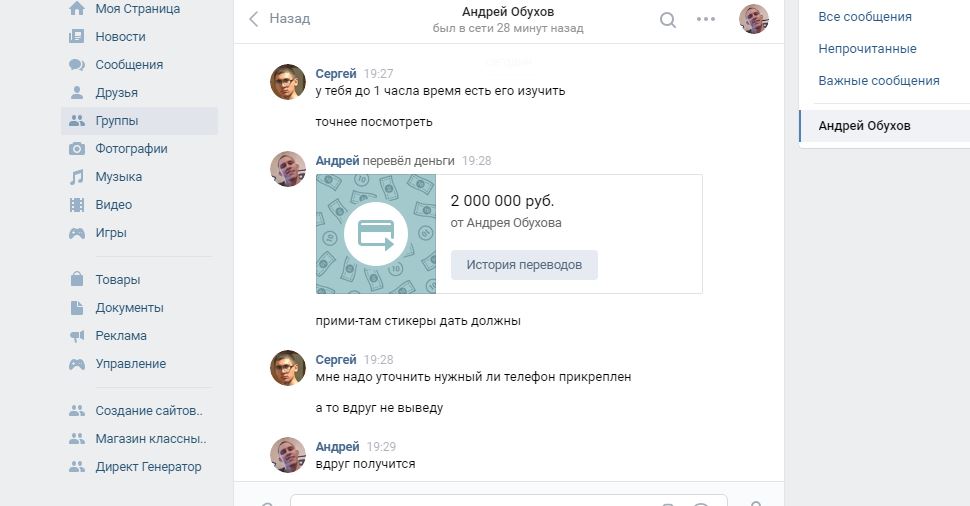 Моя Страница
Новости
Сообщения
Друзья
Группы
Фотографии
Музыка
Видео
Игры
Товары
Документы
Реклама
Управление
Создание сайтов..
Магазин классны..
Директ Генератор
Назад
Андрей Обухов
был в сети 28 минут назад
сегодня
Сергей 19:27
у тебя до 1 часла время есть его изучить
точнее посмотреть
Андрей перевёл деньги 19:28
2 000 000 руб.
от Андрея Обухова
История переводов
прими-там стикеры дать должны
Сергей 19:28
мне надо уточнить нужный ли телефон прикреплен
а то вдруг не выведу
Андрей 19:29
вдруг получится
Все сообщения
Непрочитанные
Важные сообщения
Андрей Обухов